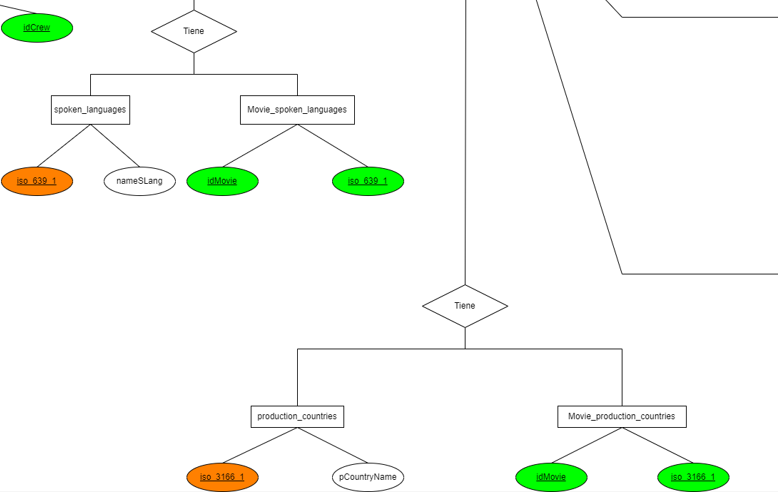 idCrew
Tiene
spoken_languages
Movie_spoken_languages
iso_639_1
nameSLang
idMovie
iso_639_1
Tiene
production_countries
Movie_production_countries
iso_3166_1
pCountryName
idMovie
iso_3166_1